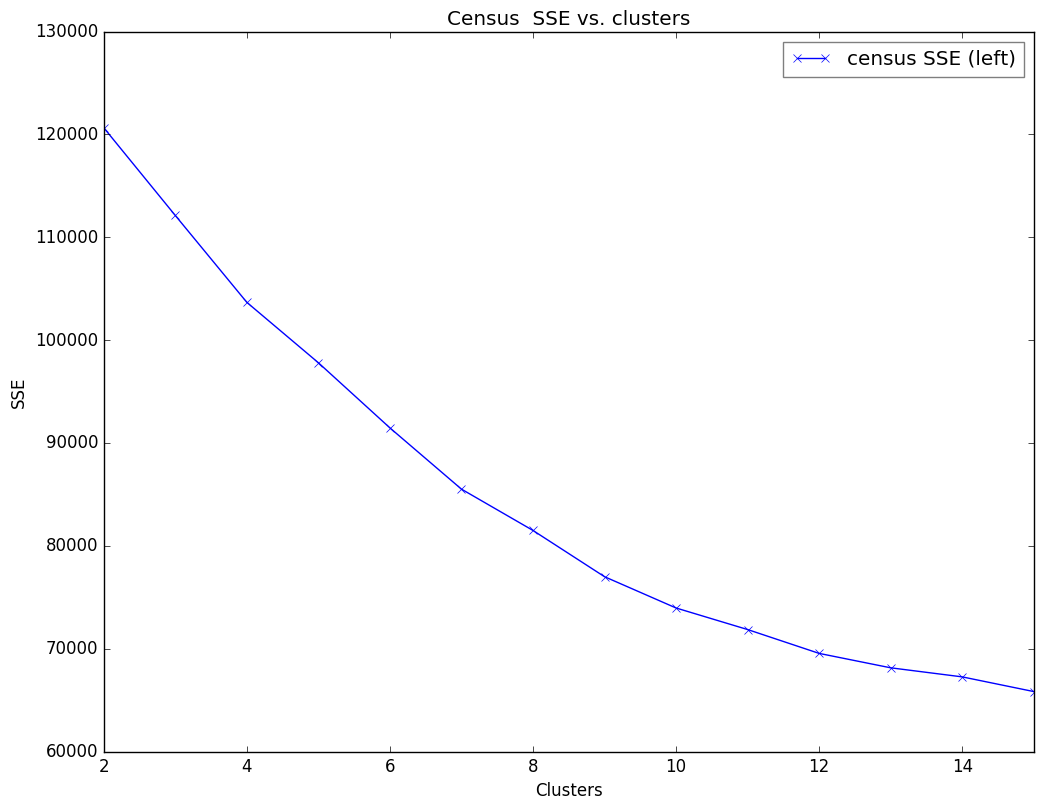 Census  SSE vs. clusters
census SSE (left)
130000
120000
110000
100000
90000
80000
70000
60000
SSE
2 4 6 8 10 12 14
Clusters